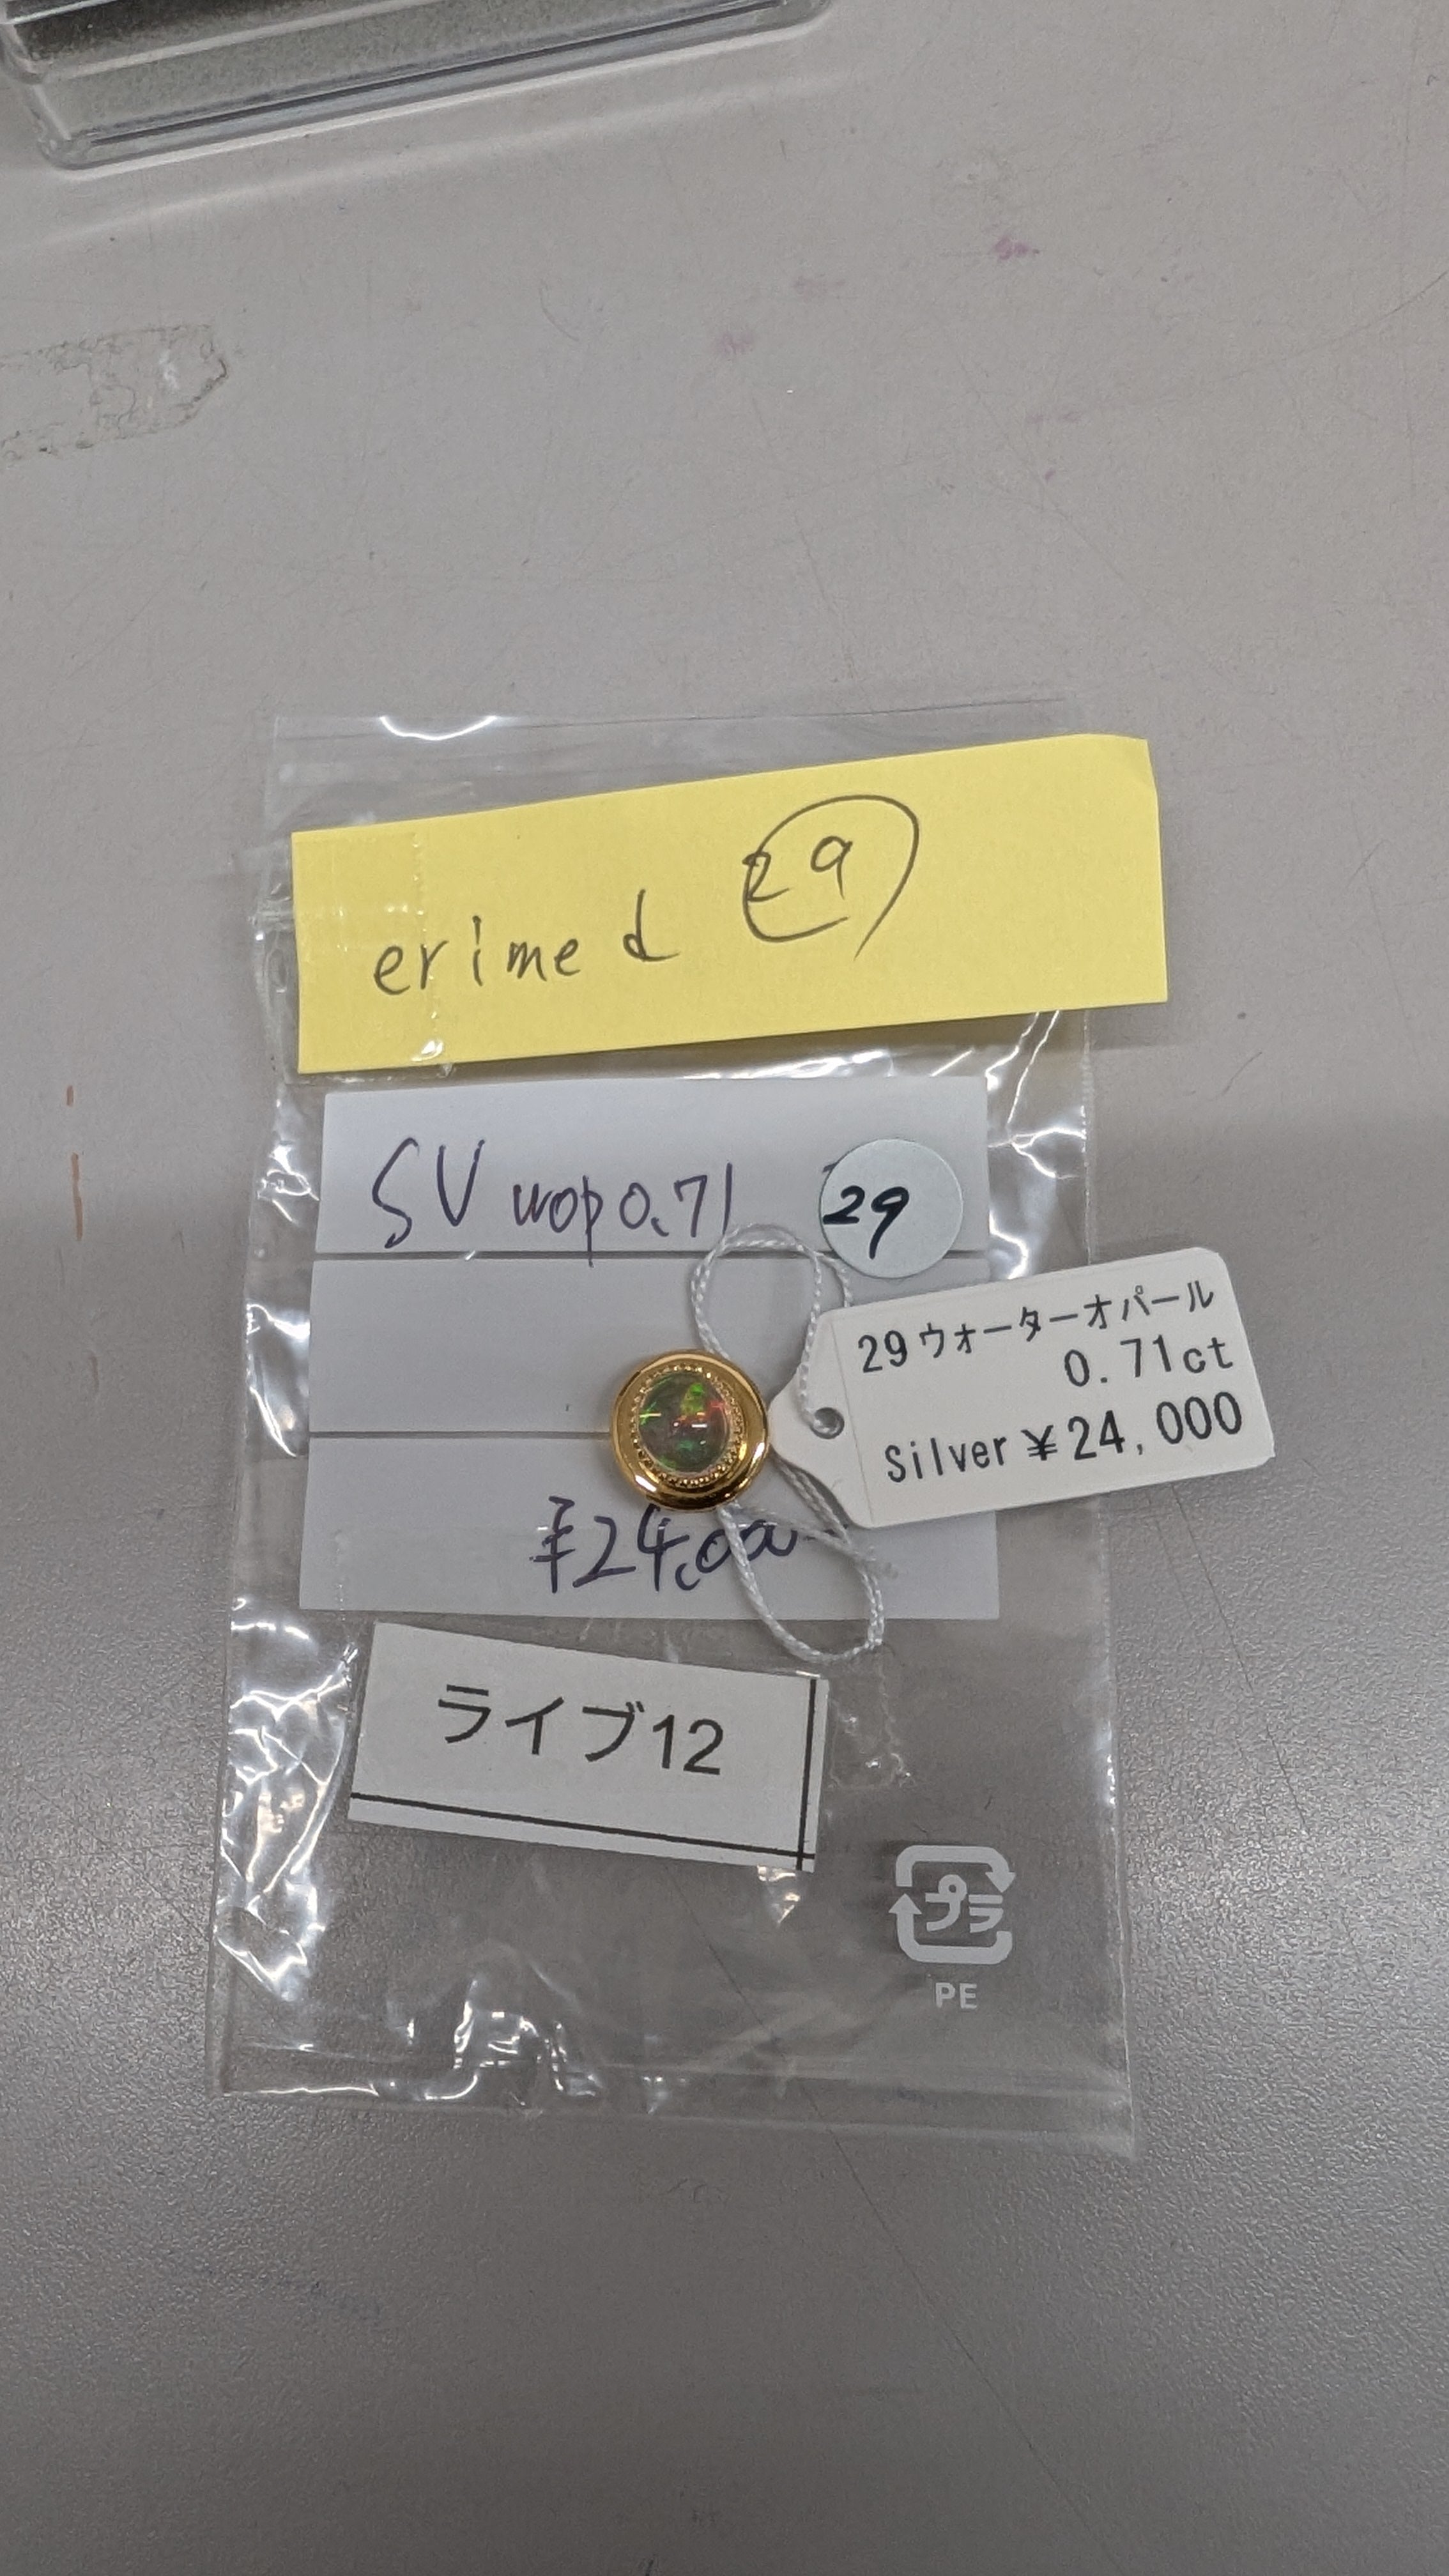 erimed 29
SV wop 0.71 29
29 ウォーターオパール
0.71ct
Silver ¥24,000
¥24,000
ライブ12
プラ
PE